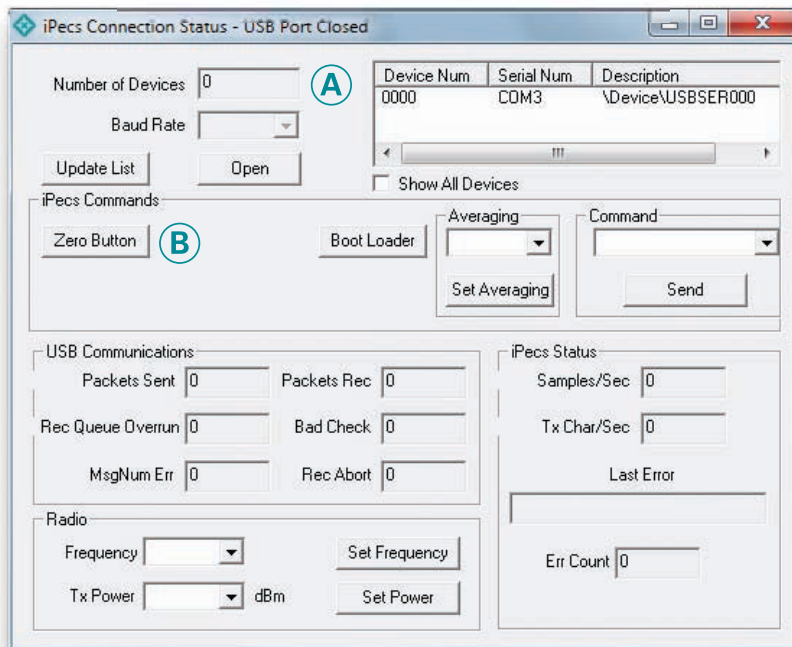 iPecs Connection Status - USB Port Closed
Number of Devices 0
A
Device Num Serial Num Description
0000 COM3 \Device\USBSER000
Baud Rate
Update List Open
Show All Devices
iPecs Commands
Zero Button
B
Boot Loader
Averaging
Set Averaging
Command
Send
USB Communications
Packets Sent 0 Packets Rec 0
Rec Queue Overrun 0 Bad Check 0
MsgNum Err 0 Rec Abort 0
iPecs Status
Samples/Sec 0
Tx Char/Sec 0
Last Error
Err Count 0
Radio
Frequency Set Frequency
Tx Power dBm Set Power